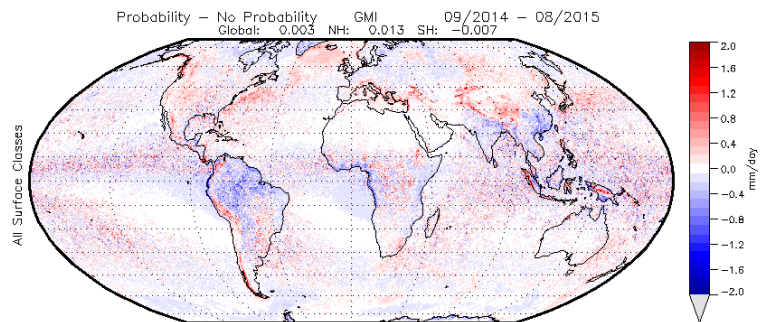 Probability - No Probability GMI 09/2014 - 08/2015
Global: 0.003 NH: 0.013 SH: -0.007
All Surface Classes
2.0
1.6
1.2
0.8
0.4
0.0
-0.4
-0.8
-1.2
-1.6
-2.0
mm/day